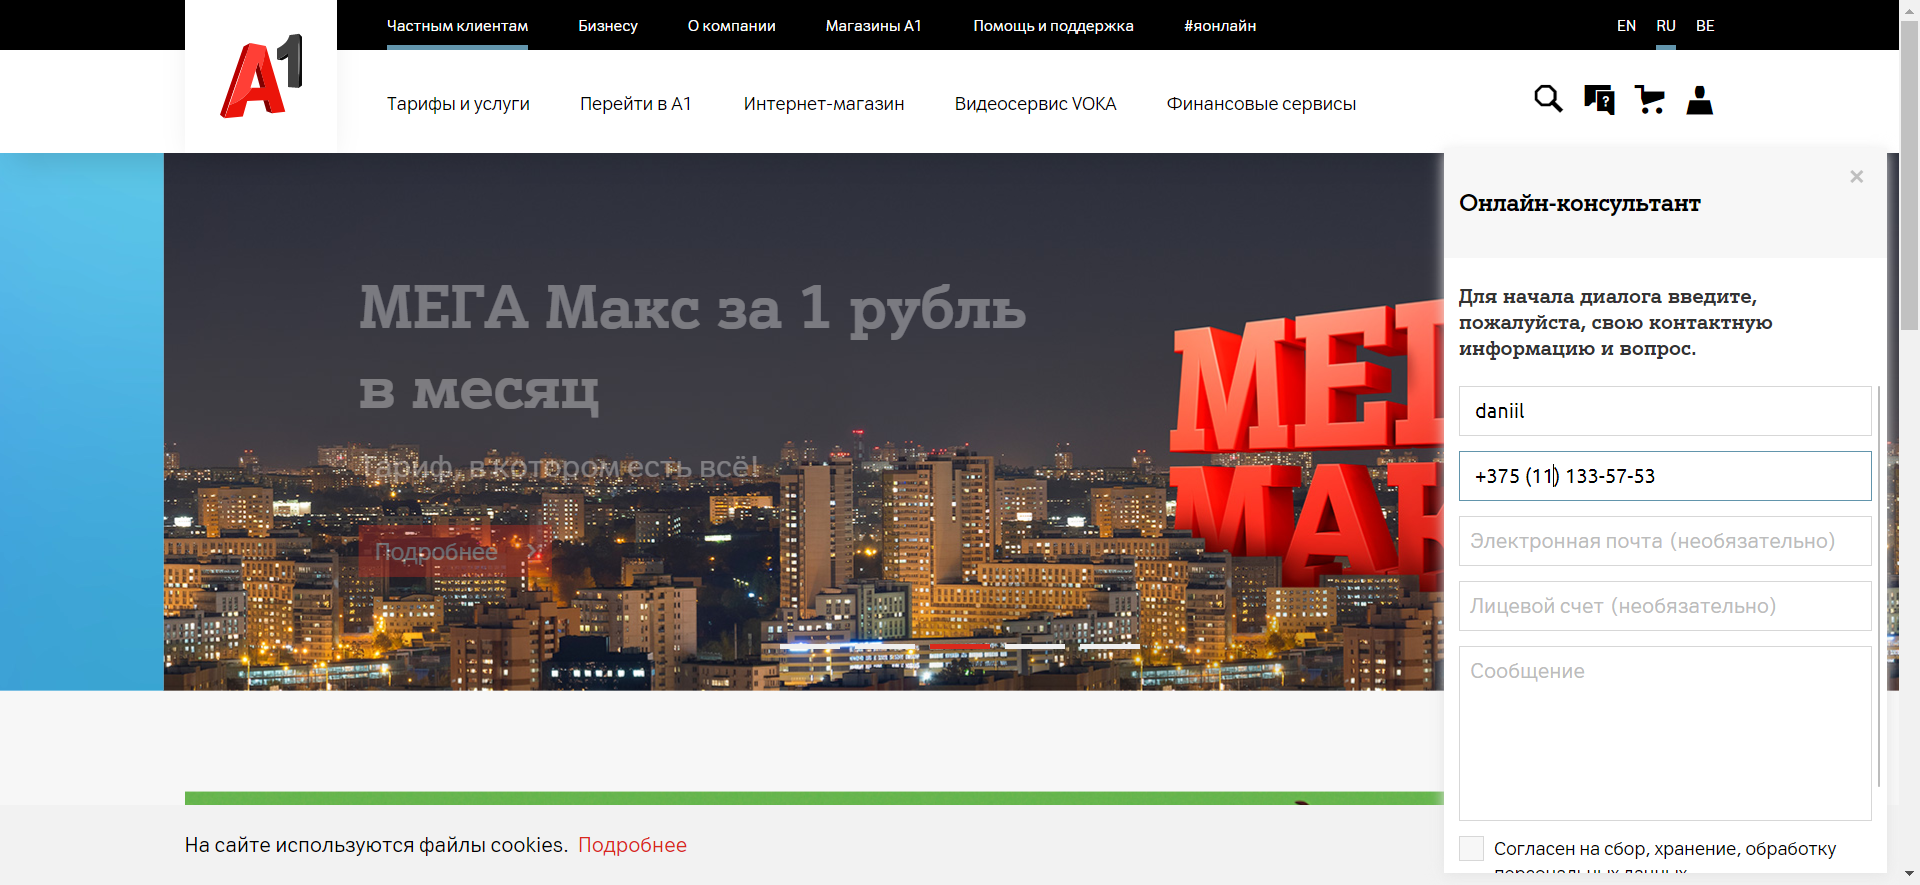 Частным клиентам Бизнесу О компании Магазины А1 Помощь и поддержка #яонлайн EN RU BE
A1
Тарифы и услуги Перейти в А1 Интернет-магазин Видеосервис VOKA Финансовые сервисы
МЕГА Макс за 1 рубль
в месяц
Тариф, в котором есть всё!
Подробнее
МЕГ
МАК
Онлайн-консультант
×
Для начала диалога введите,
пожалуйста, свою контактную
информацию и вопрос.
daniil
+375 (11) 133-57-53
Электронная почта (необязательно)
Лицевой счет (необязательно)
Сообщение
Согласен на сбор, хранение, обработку
персональных данных
На сайте используются файлы cookies. Подробнее